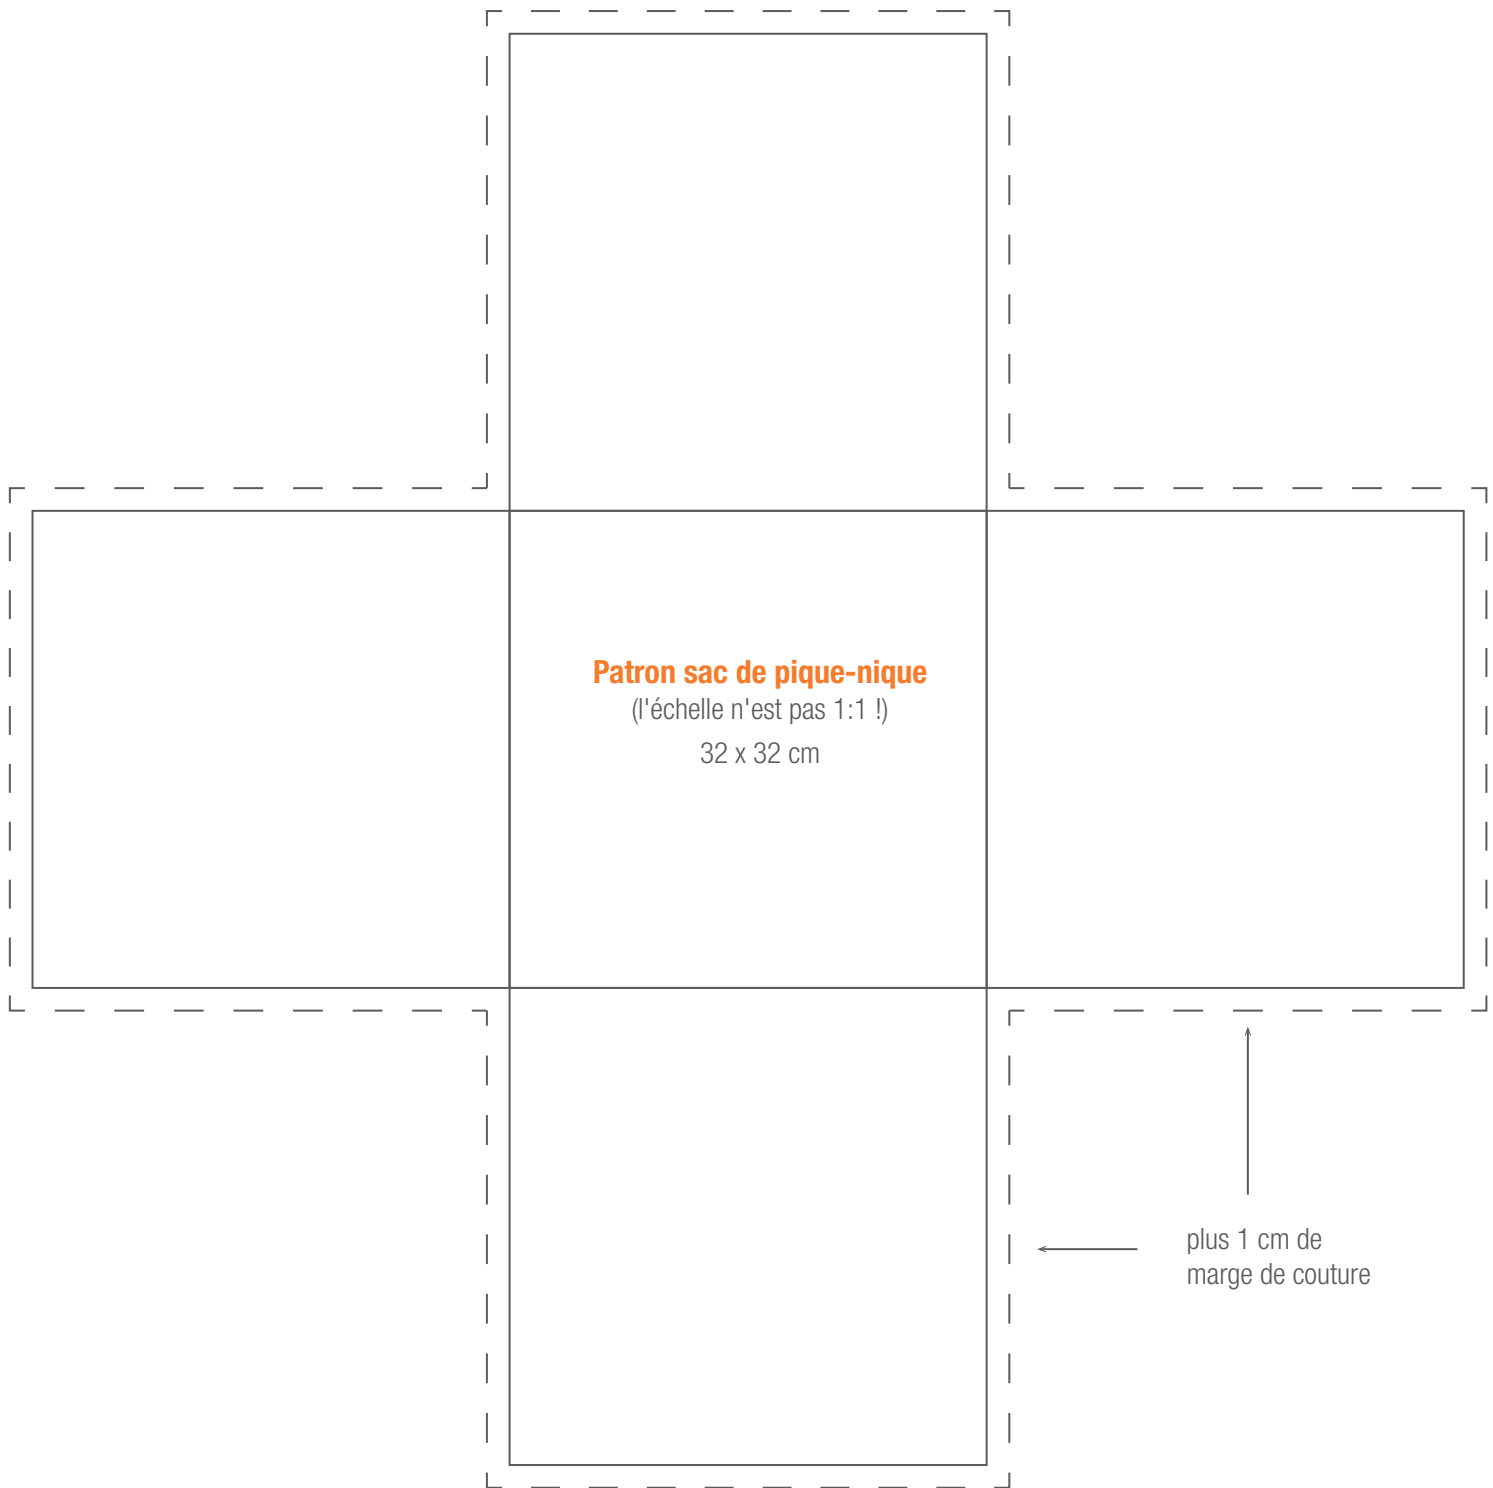 Patron sac de pique-nique
(l'échelle n'est pas 1:1 !)
32 x 32 cm
plus 1 cm de
marge de couture